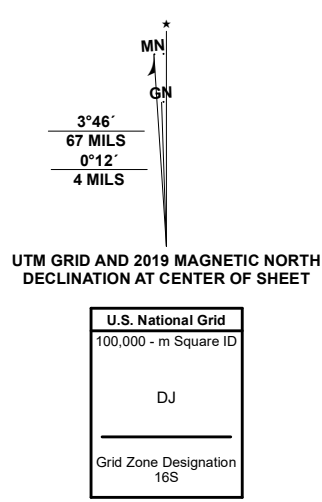 MN
GN
3°46´
67 MILS
0°12´
4 MILS
UTM GRID AND 2019 MAGNETIC NORTH
DECLINATION AT CENTER OF SHEET
U.S. National Grid
100,000 - m Square ID
DJ
Grid Zone Designation
16S